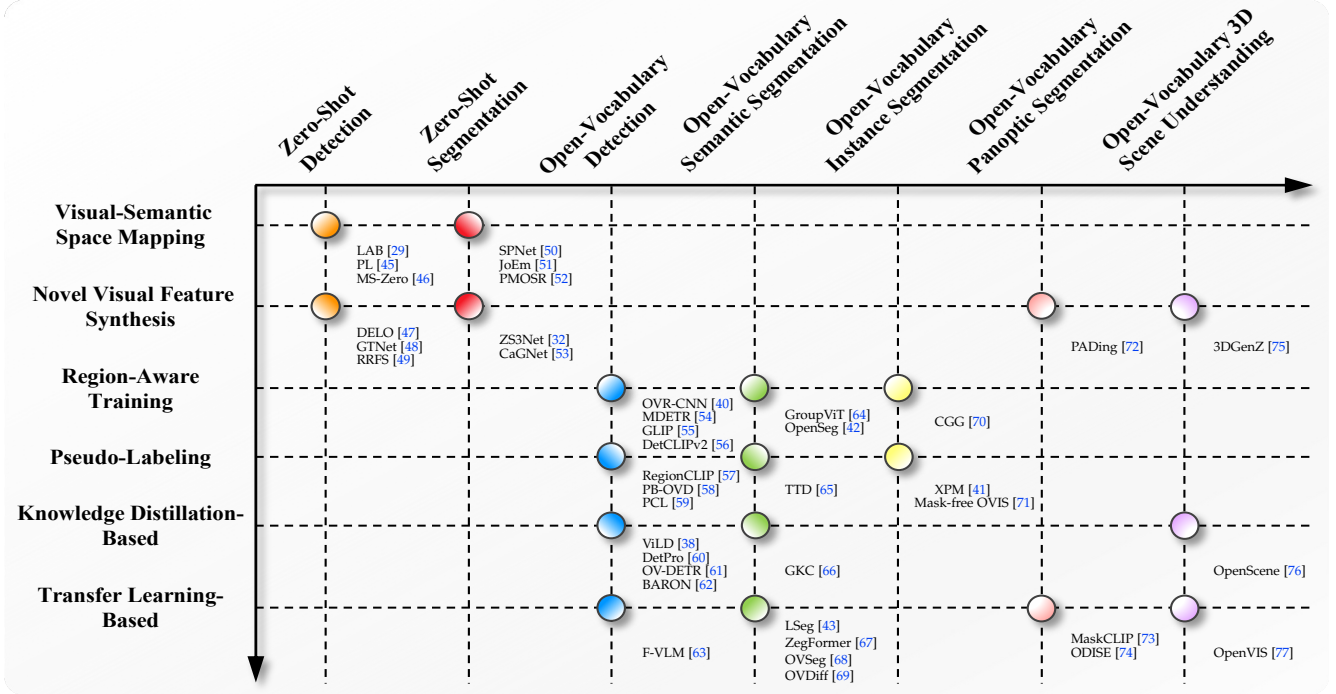 Zero-Shot
Detection
Zero-Shot
Segmentation
Open-Vocabulary
Detection
Open-Vocabulary
Semantic Segmentation
Open-Vocabulary
Instance Segmentation
Open-Vocabulary
Panoptic Segmentation
Open-Vocabulary 3D
Scene Understanding
Visual-Semantic
Space Mapping
LAB [29]
PL [45]
MS-Zero [46]
SPNet [50]
JoEm [51]
PMOSR [52]
Novel Visual Feature
Synthesis
DELO [47]
GTNet [48]
RRFS [49]
ZS3Net [32]
CaGNet [53]
PADing [72]
3DGenZ [75]
Region-Aware
Training
OVR-CNN [40]
MDETR [54]
GLIP [55]
DetCLIPv2 [56]
GroupViT [64]
OpenSeg [42]
CGG [70]
Pseudo-Labeling
RegionCLIP [57]
PB-OVD [58]
PCL [59]
TTD [65]
XPM [41]
Mask-free OVIS [71]
Knowledge Distillation-
Based
ViLD [38]
DetPro [60]
OV-DETR [61]
BARON [62]
GKC [66]
OpenScene [76]
Transfer Learning-
Based
F-VLM [63]
LSeg [43]
ZegFormer [67]
OVSeg [68]
OVDiff [69]
MaskCLIP [73]
ODISE [74]
OpenVIS [77]